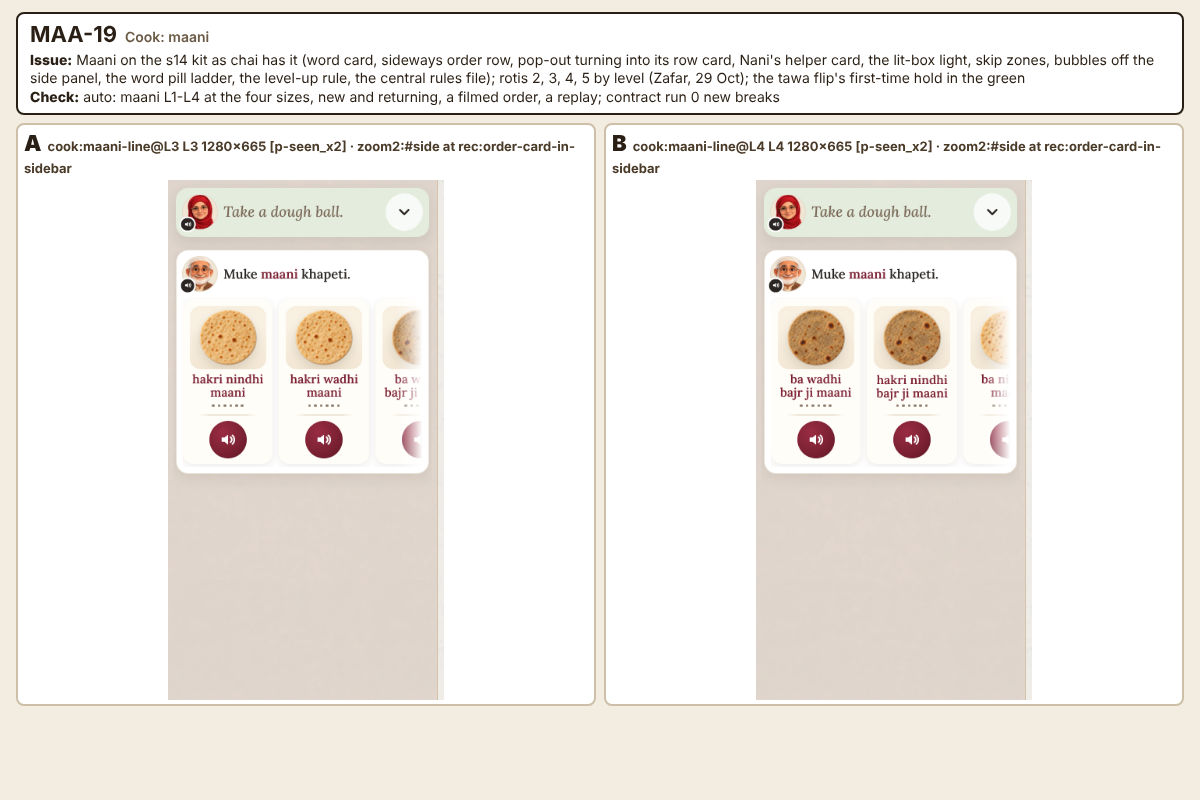 MAA-19 Cook: maani
Issue: Maani on the s14 kit as chai has it (word card, sideways order row, pop-out turning into its row card, Nani's helper card, the lit-box light, skip zones, bubbles off the
side panel, the word pill ladder, the level-up rule, the central rules file); rotis 2, 3, 4, 5 by level (Zafar, 29 Oct); the tawa flip's first-time hold in the green
Check: auto: maani L1-L4 at the four sizes, new and returning, a filmed order, a replay; contract run 0 new breaks
A cook:maani-line@L3 L3 1280×665 [p-seen_x2] · zoom2:#side at rec:order-card-in-
sidebar
Take a dough ball.
Muke maani khapeti.
hakri nindhi
maani
hakri wadhi
maani
ba w
bajr ji
B cook:maani-line@L4 L4 1280×665 [p-seen_x2] · zoom2:#side at rec:order-card-in-
sidebar
Take a dough ball.
Muke maani khapeti.
ba wadhi
bajr ji maani
hakri nindhi
bajr ji maani
ba ni
ma